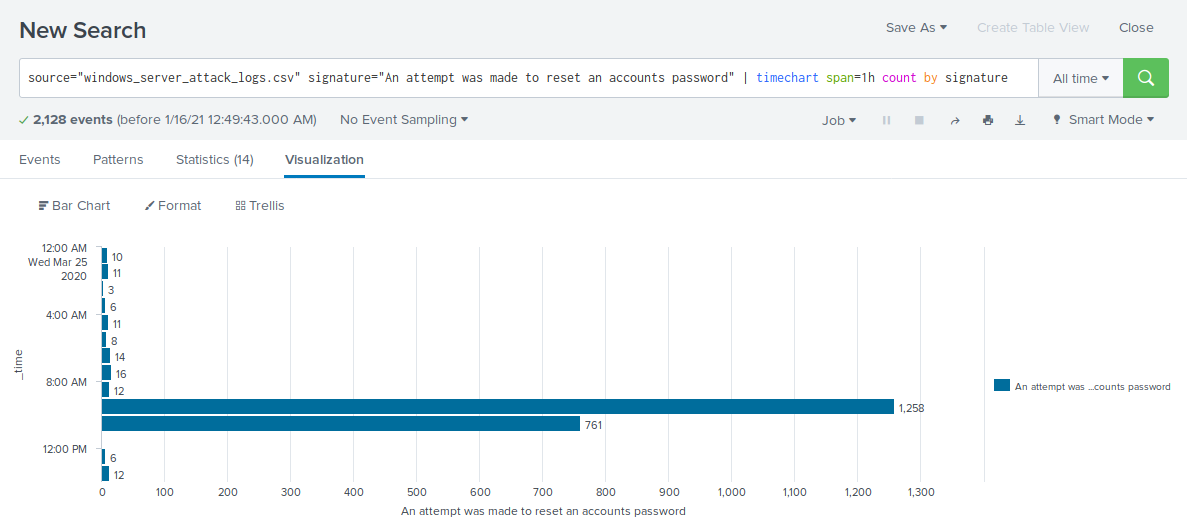 New Search
Save As
Create Table View
Close
source="windows_server_attack_logs.csv" signature="An attempt was made to reset an accounts password" | timechart span=1h count by signature
All time
2,128 events (before 1/16/21 12:49:43.000 AM)
No Event Sampling
Job
Smart Mode
Events
Patterns
Statistics (14)
Visualization
Bar Chart
Format
Trellis
_time
12:00 AM
Wed Mar 25
2020
10
11
3
6
4:00 AM
11
8
14
16
8:00 AM
12
1,258
761
12:00 PM
6
12
0 100 200 300 400 500 600 700 800 900 1,000 1,100 1,200 1,300
An attempt was made to reset an accounts password
An attempt was ...counts password